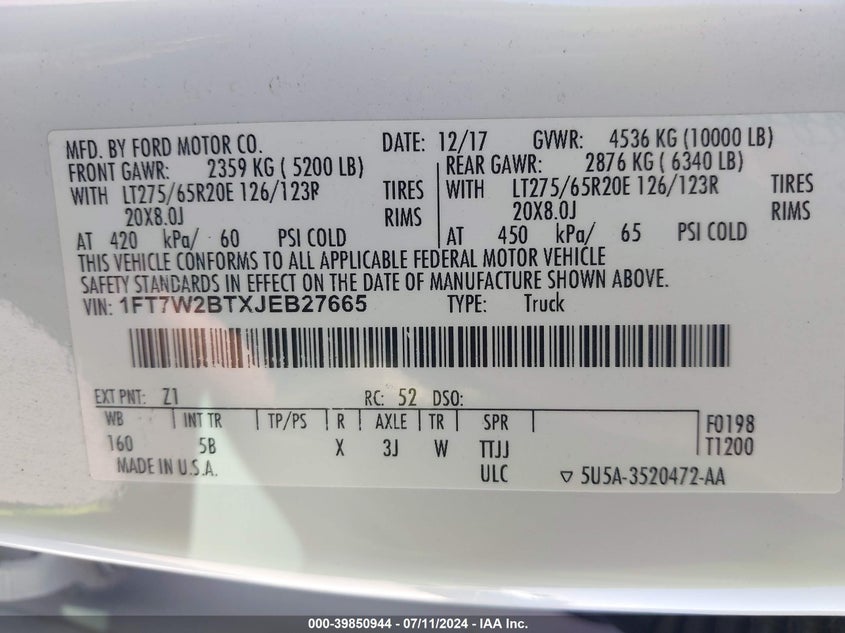 MFD. BY FORD MOTOR CO. DATE: 12/17 GVWR: 4536 KG (10000 LB)
FRONT GAWR: 2359 KG ( 5200 LB) REAR GAWR: 2876 KG ( 6340 LB)
WITH LT275/65R20E 126/123R TIRES WITH LT275/65R20E 126/123R TIRES
20X8.0J RIMS 20X8.0J RIMS
AT 420 kPa/ 60 PSI COLD AT 450 kPa/ 65 PSI COLD
THIS VEHICLE CONFORMS TO ALL APPLICABLE FEDERAL MOTOR VEHICLE
SAFETY STANDARDS IN EFFECT ON THE DATE OF MANUFACTURE SHOWN ABOVE.
VIN: 1FT7W2BTXJEB27665 TYPE: Truck
EXT PNT: Z1 RC: 52 DSO:
WB INT TR TP/PS R AXLE TR SPR F0198
160 5B X 3J W TTJJ T1200
MADE IN U.S.A. ULC ▽ 5U5A-3520472-AA
000-39850944 / 07/11/2024 - IAA Inc.